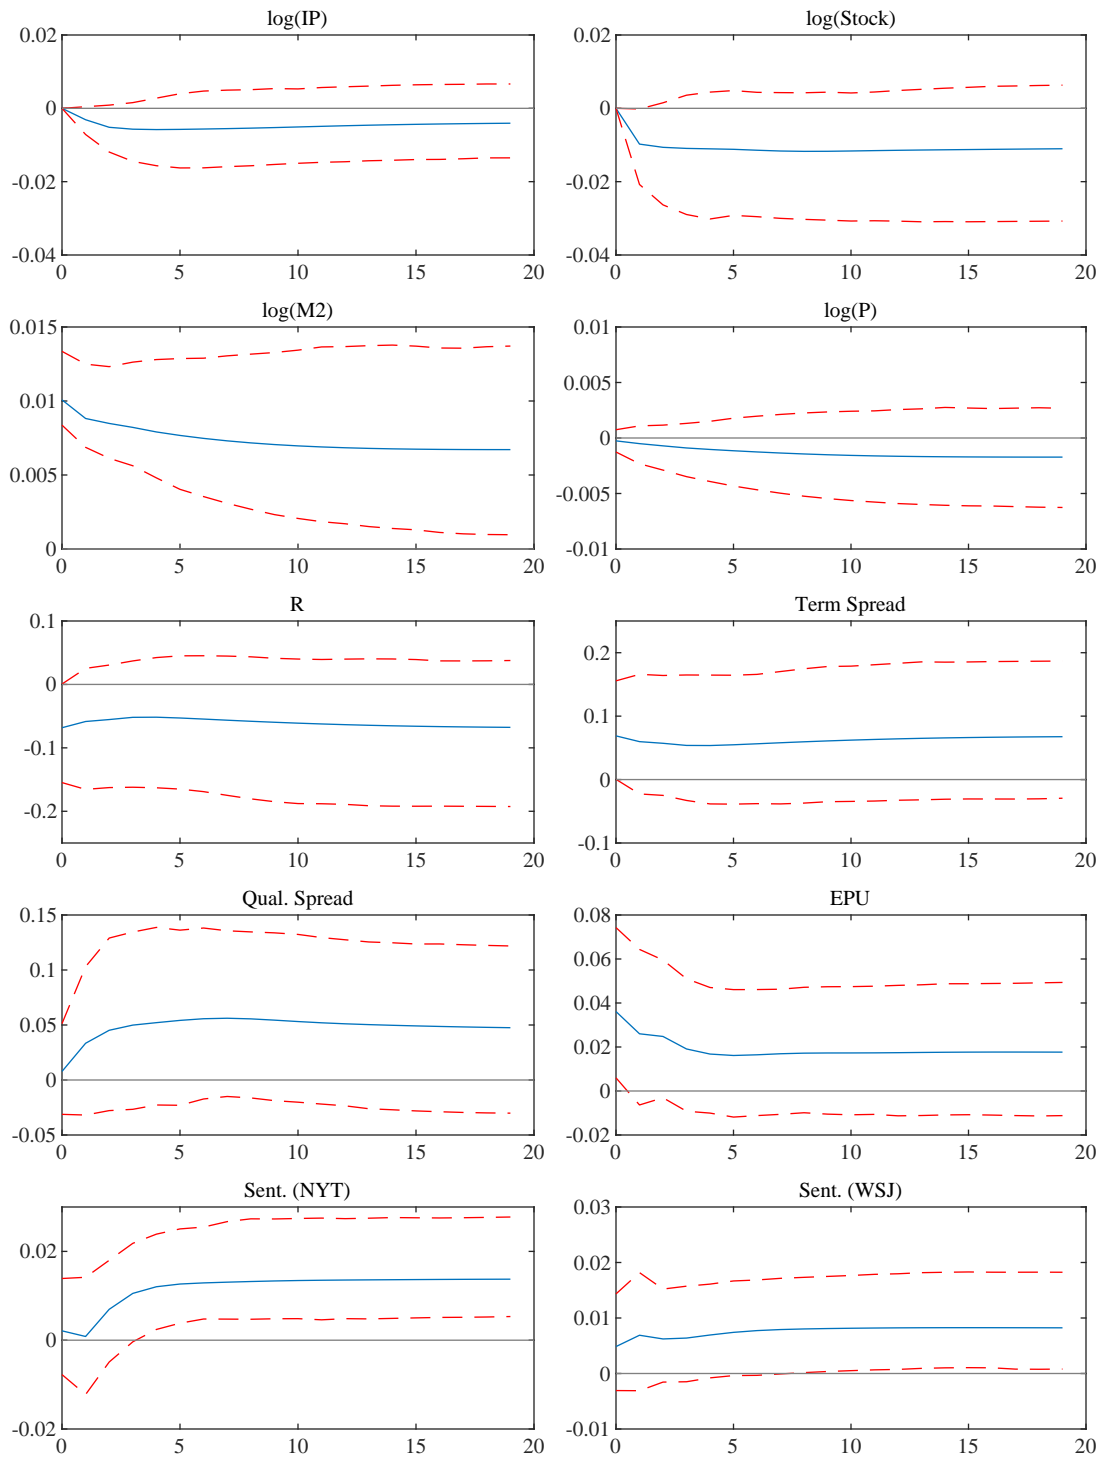 log(IP)
0.02
0
-0.02
-0.04
0 5 10 15 20
log(Stock)
0.02
0
-0.02
-0.04
0 5 10 15 20
log(M2)
0.015
0.01
0.005
0
0 5 10 15 20
log(P)
0.01
0.005
0
-0.005
-0.01
0 5 10 15 20
R
0.1
0
-0.1
-0.2
0 5 10 15 20
Term Spread
0.2
0.1
0
-0.1
0 5 10 15 20
Qual. Spread
0.15
0.1
0.05
0
-0.05
0 5 10 15 20
EPU
0.08
0.06
0.04
0.02
0
-0.02
0 5 10 15 20
Sent. (NYT)
0.02
0
-0.02
0 5 10 15 20
Sent. (WSJ)
0.03
0.02
0.01
0
-0.01
0 5 10 15 20